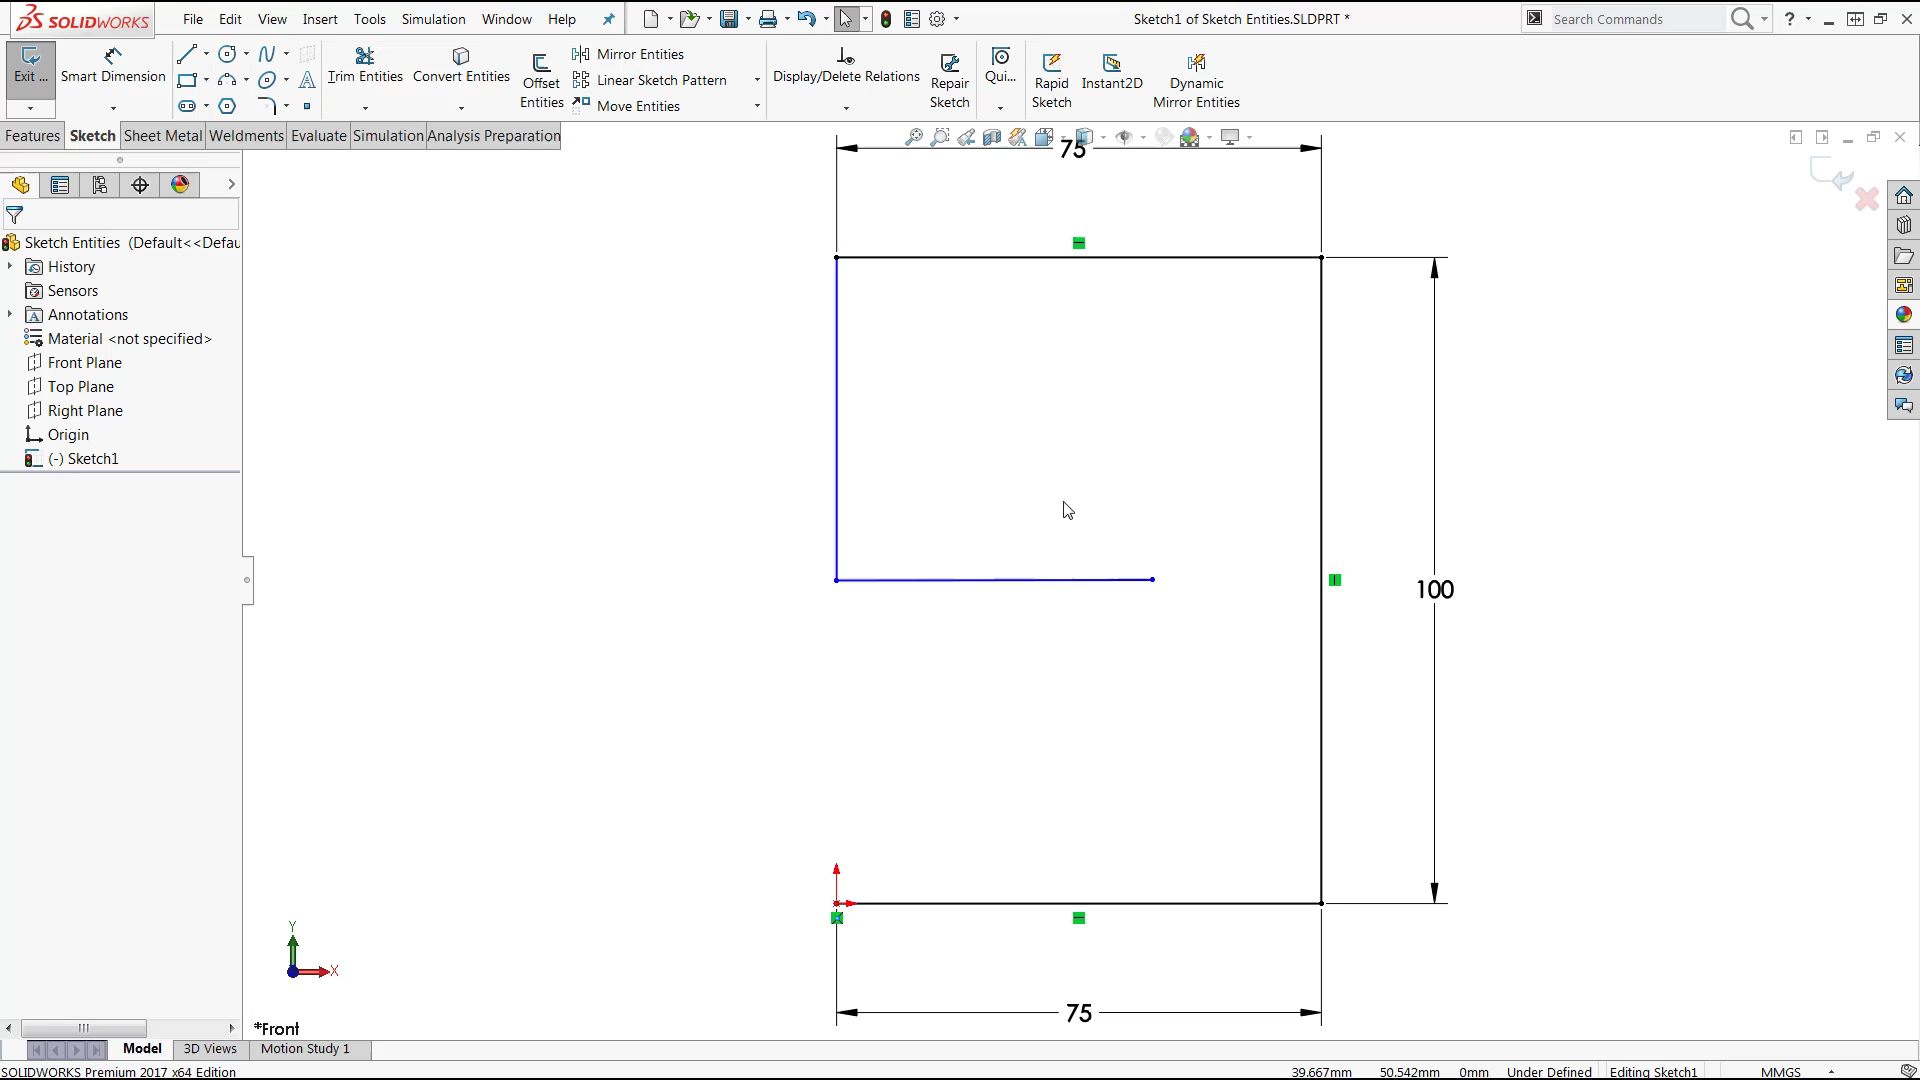 SOLIDWORKS File Edit View Insert Tools Simulation Window Help Sketch1 of Sketch Entities.SLDPRT * Search Commands ?
Exit ... Smart Dimension Trim Entities Convert Entities Offset Entities Mirror Entities Linear Sketch Pattern Move Entities Display/Delete Relations Repair Sketch Qui... Rapid Sketch Instant2D Dynamic Mirror Entities
Features Sketch Sheet Metal Weldments Evaluate Simulation Analysis Preparation
75
Sketch Entities (Default<<Defau
History
Sensors
Annotations
Material <not specified>
Front Plane
Top Plane
Right Plane
Origin
(-) Sketch1
100
Y
X
75
*Front
Model 3D Views Motion Study 1
SOLIDWORKS Premium 2017 x64 Edition 39.667mm 50.542mm 0mm Under Defined Editing Sketch1 MMGS